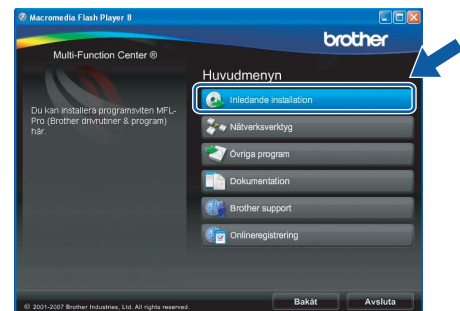 Macromedia Flash Player 8
brother
Multi-Function Center ®
Huvudmenyn
Du kan installera programsviten MFL-
Pro (Brother drivrutiner & program)
här.
Inledande installation
Nätverksverktyg
Övriga program
Dokumentation
Brother support
Onlineregistrering
© 2001-2007 Brother Industries, Ltd. All rights reserved.
Bakåt
Avsluta